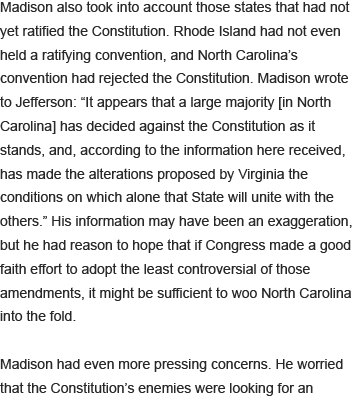 Madison also took into account those states that had not
yet ratified the Constitution. Rhode Island had not even
held a ratifying convention, and North Carolina’s
convention had rejected the Constitution. Madison wrote
to Jefferson: “It appears that a large majority [in North
Carolina] has decided against the Constitution as it
stands, and, according to the information here received,
has made the alterations proposed by Virginia the
conditions on which alone that State will unite with the
others.” His information may have been an exaggeration,
but he had reason to hope that if Congress made a good
faith effort to adopt the least controversial of those
amendments, it might be sufficient to woo North Carolina
into the fold.

Madison had even more pressing concerns. He worried
that the Constitution’s enemies were looking for an